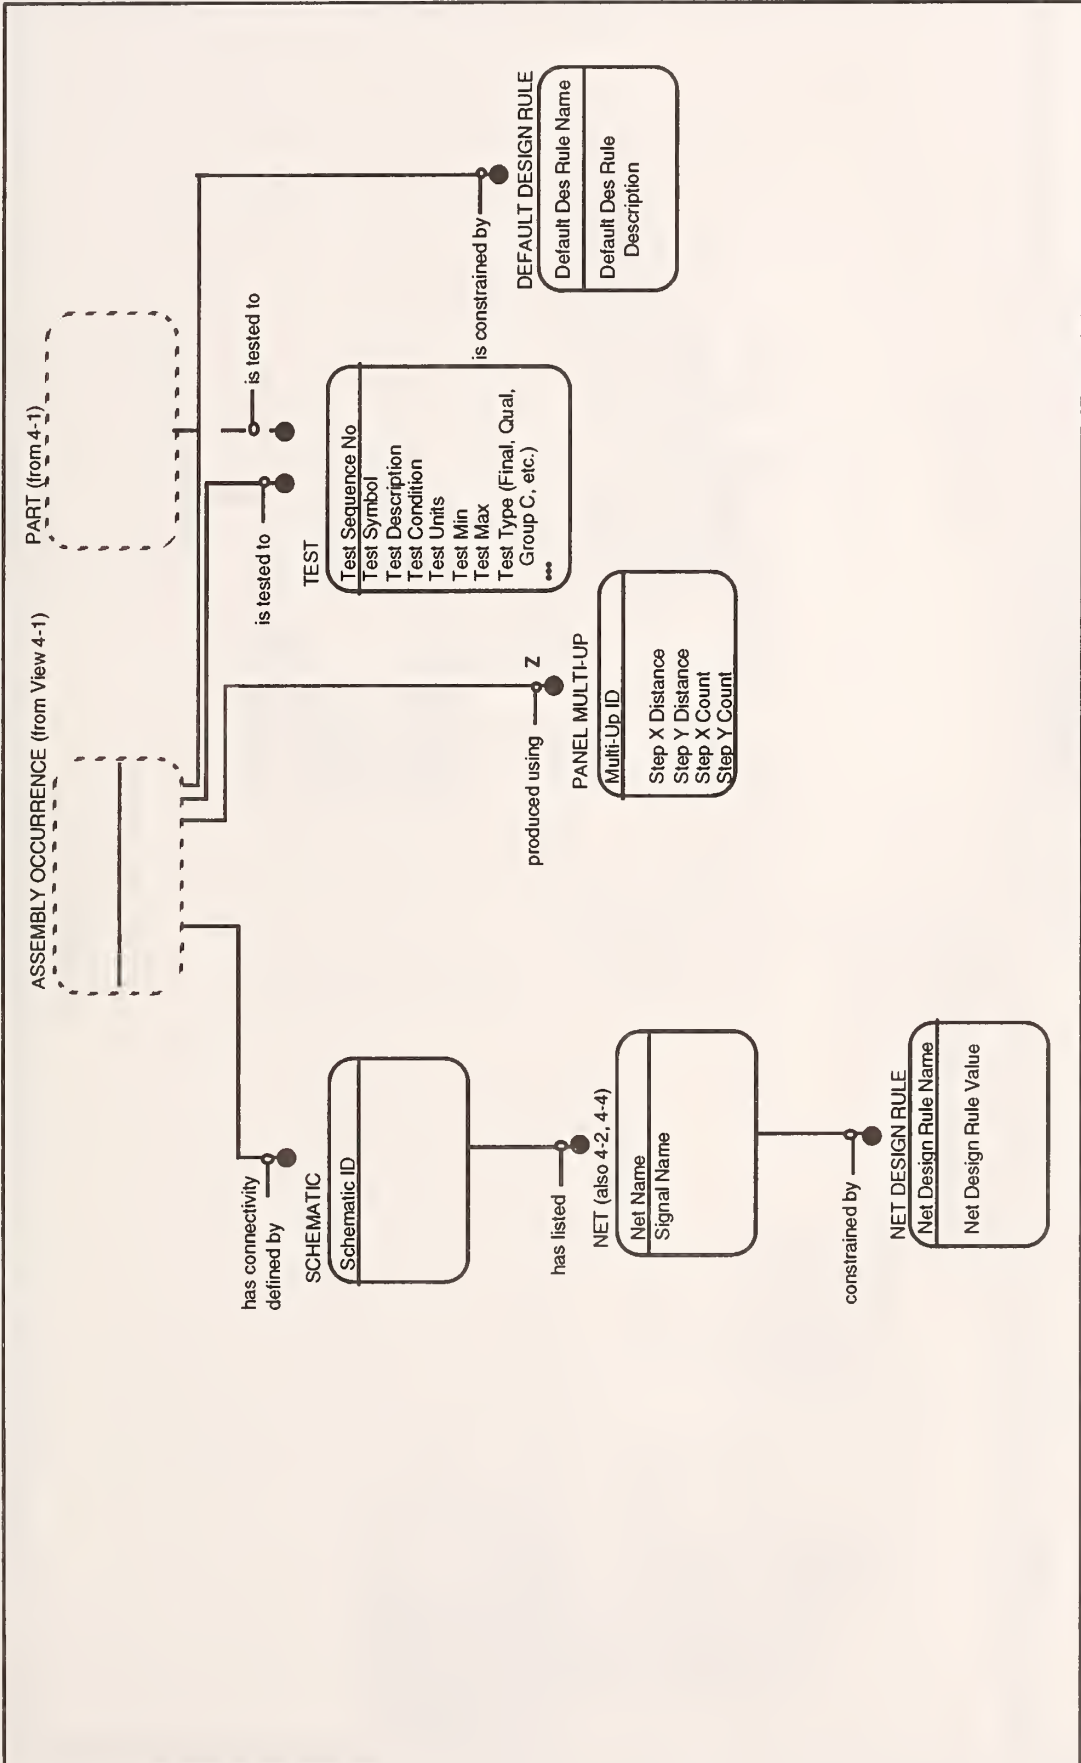 ASSEMBLY OCCURRENCE (from View 4-1)
PART (from 4-1)
has connectivity
defined by
SCHEMATIC
Schematic ID
has listed
NET (also 4-2, 4-4)
Net Name
Signal Name
constrained by
NET DESIGN RULE
Net Design Rule Name
Net Design Rule Value
produced using
Z
PANEL MULTI-UP
Multi-Up ID
Step X Distance
Step Y Distance
Step X Count
Step Y Count
is tested to
is tested to
TEST
Test Sequence No
Test Symbol
Test Description
Test Condition
Test Units
Test Min
Test Max
Test Type (Final, Qual,
Group C, etc.)
•••
is constrained by
DEFAULT DESIGN RULE
Default Des Rule Name
Default Des Rule
Description